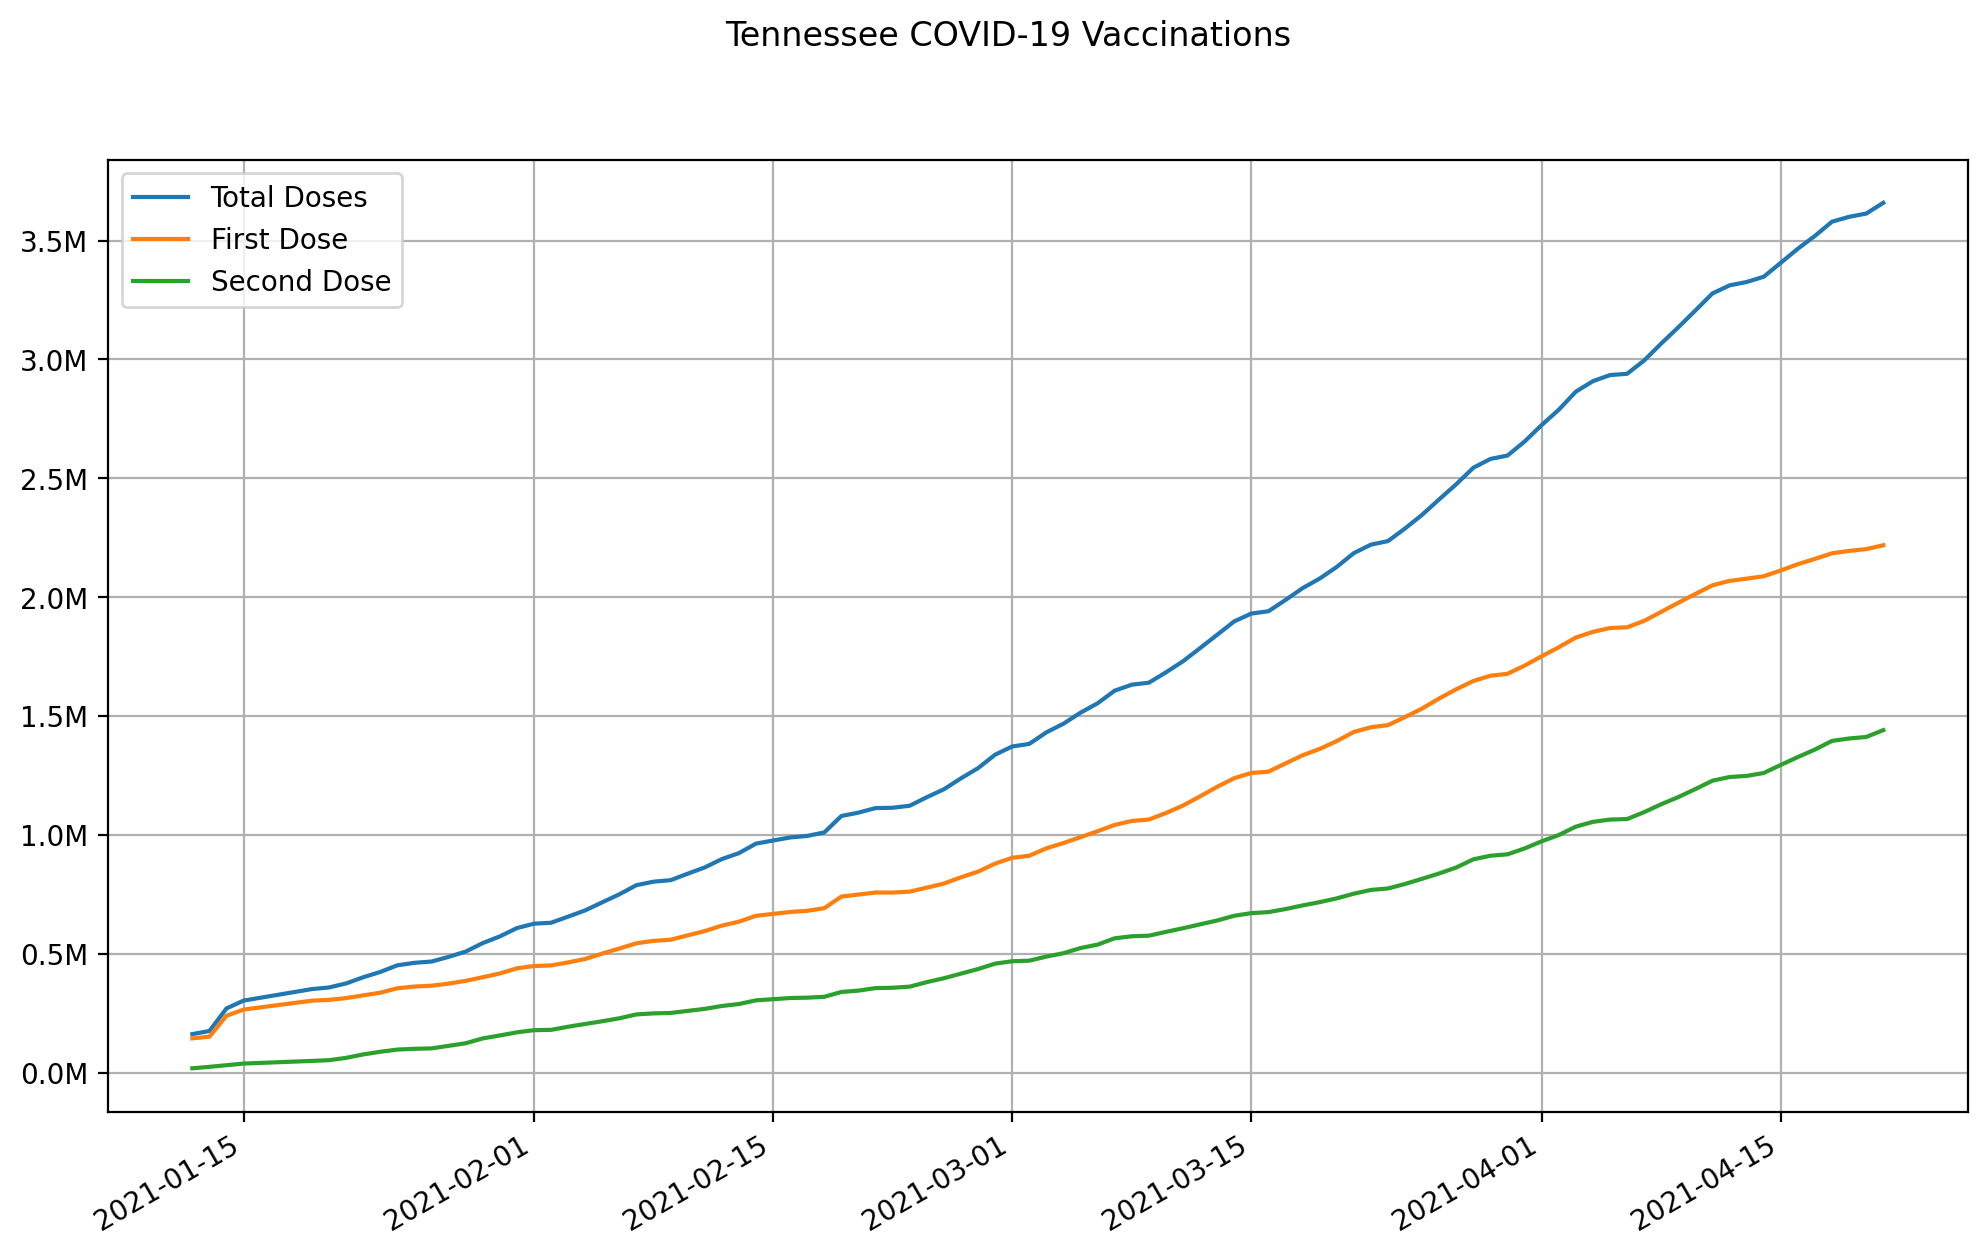 Tennessee COVID-19 Vaccinations
Total Doses
First Dose
Second Dose
3.5M
3.0M
2.5M
2.0M
1.5M
1.0M
0.5M
0.0M
2021-01-15
2021-02-01
2021-02-15
2021-03-01
2021-03-15
2021-04-01
2021-04-15